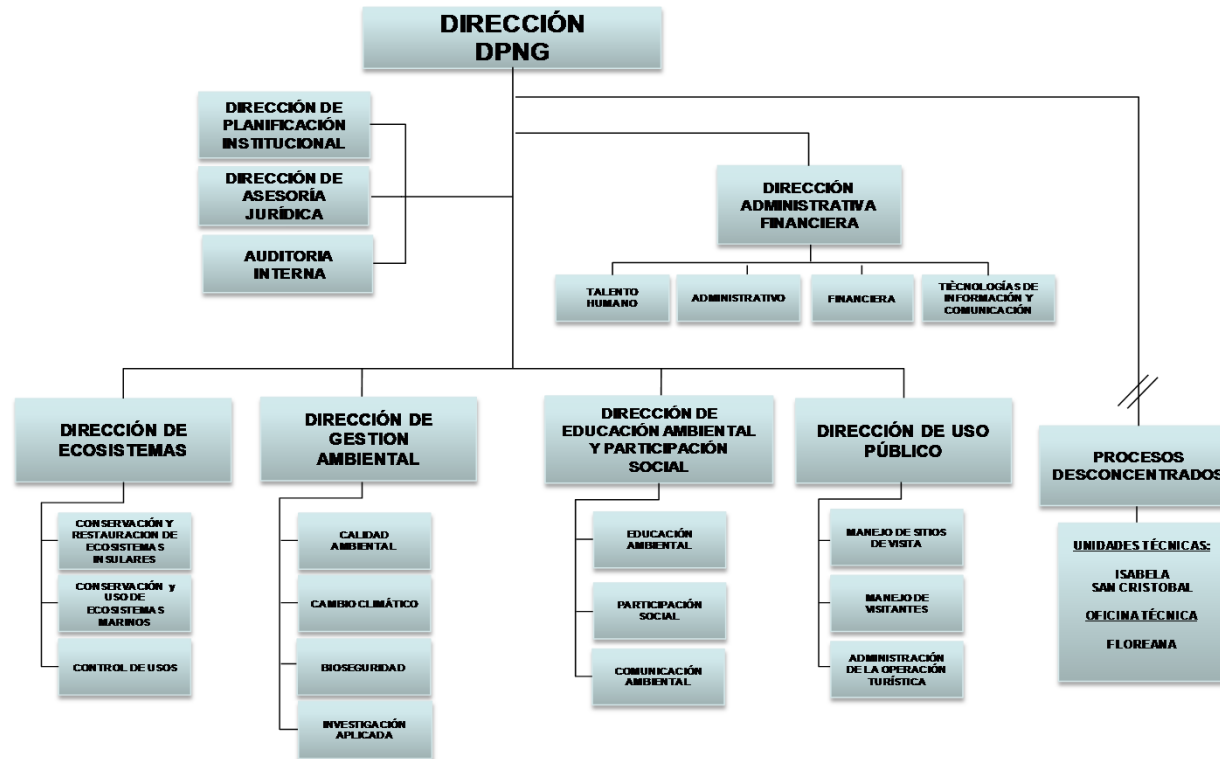 DIRECCIÓN
DPNG
DIRECCIÓN DE
PLANIFICACIÓN
INSTITUCIONAL
DIRECCIÓN DE
ASESORÍA
JURÍDICA
AUDITORIA
INTERNA
DIRECCIÓN
ADMINISTRATIVA
FINANCIERA
TALENTO
HUMANO
ADMINISTRATIVO
FINANCIERA
TIÈCNOLOGÍAS DE
INFORMACIÓN Y
COMUNICACIÓN
DIRECCIÓN DE
ECOSISTEMAS
CONSERVACIÓN Y
RESTAURACION DE
ECOSISTEMAS
INSULARES
CONSERVACIÓN y
USO DE
ECOSISTEMAS
MARINOS
CONTROL DE USOS
DIRECCIÓN DE
GESTION
AMBIENTAL
CALIDAD
AMBIENTAL
CAMBIO CLIMÁTICO
BIOSEGURIDAD
INVESTIGACIÓN
APLICADA
DIRECCIÓN DE
EDUCACIÓN AMBIENTAL
Y PARTICIPACIÓN
SOCIAL
EDUCACIÓN
AMBIENTAL
PARTICIPACIÓN
SOCIAL
COMUNICACIÓN
AMBIENTAL
DIRECCIÓN DE USO
PÚBLICO
MANEJO DE SITIOS
DE VISITA
MANEJO DE
VISITANTES
ADMINISTRACIÓN
DE LA OPERACIÓN
TURÍSTICA
PROCESOS
DESCONCENTRADOS
UNIDADES TÉCNICAS:
ISABELA
SAN CRISTOBAL
OFICINA TÉCNICA
FLOREANA